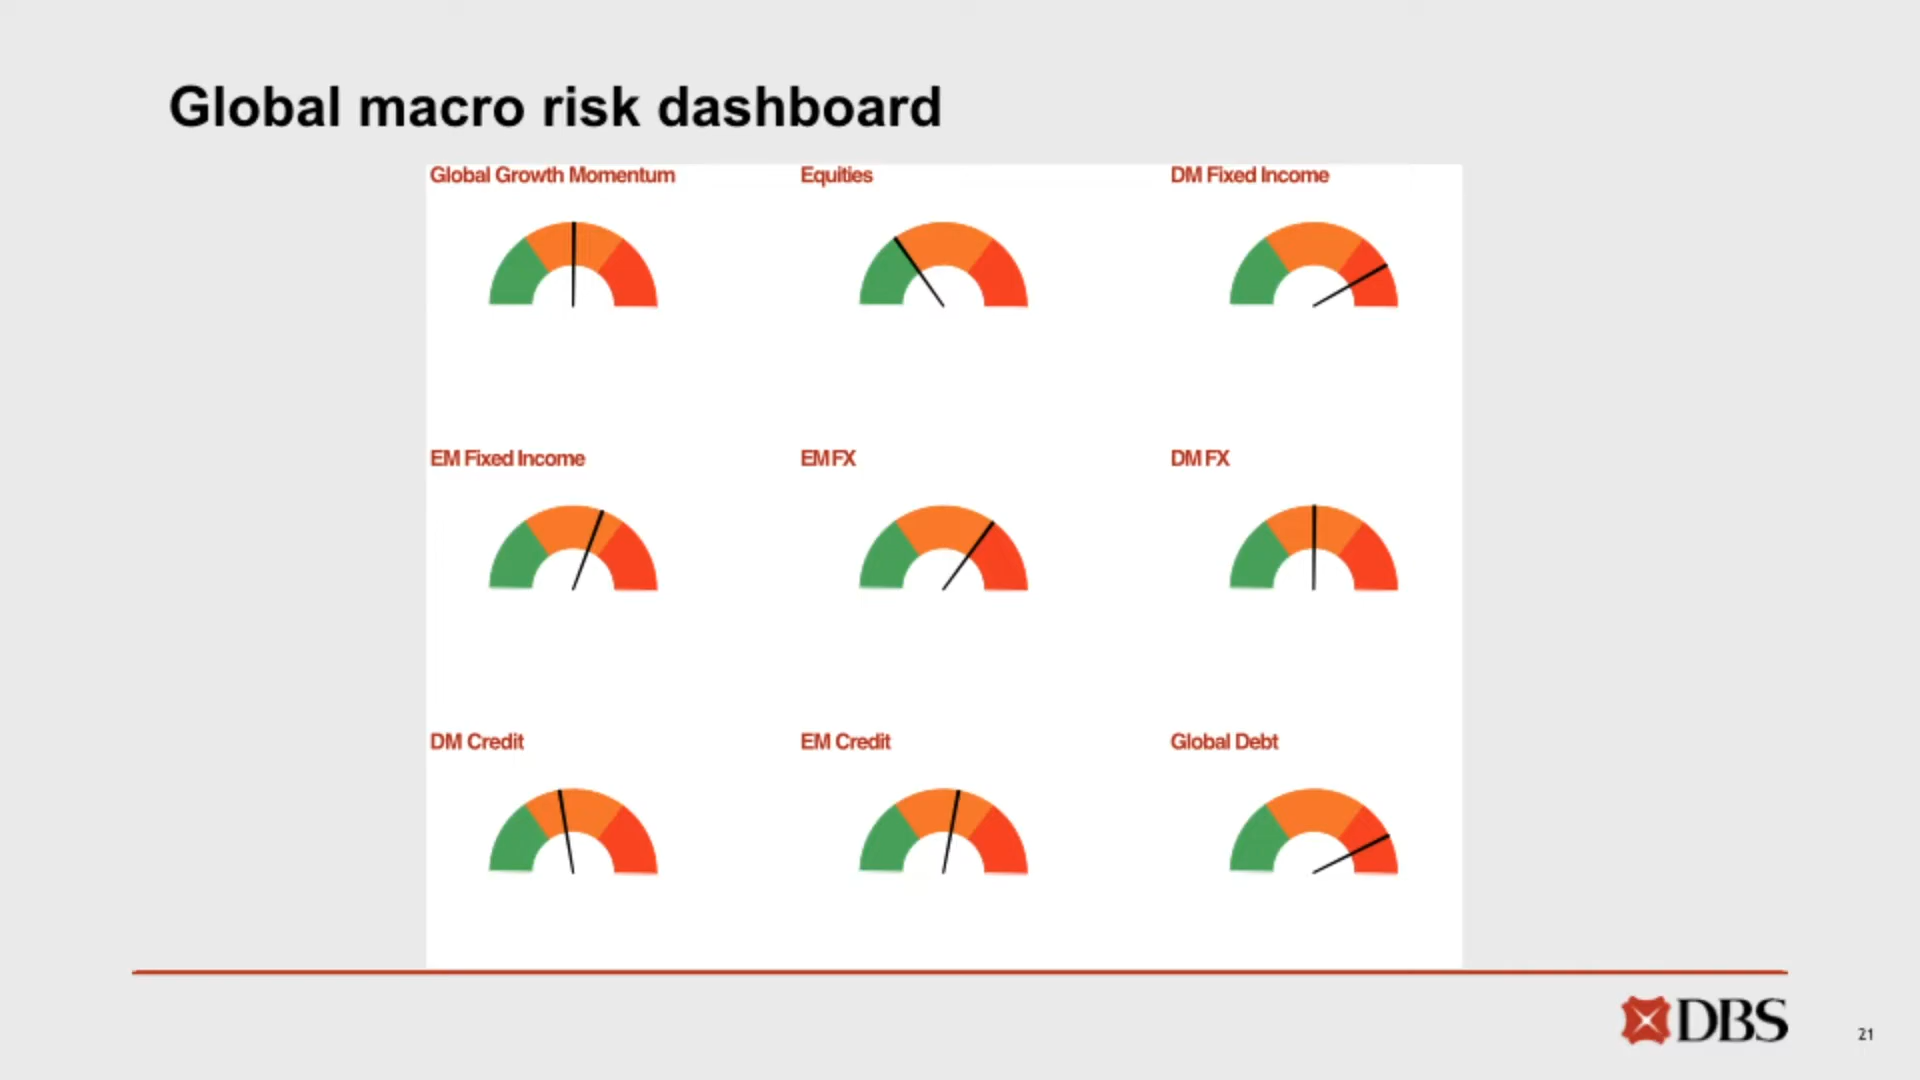 Global macro risk dashboard
Global Growth Momentum
Equities
DM Fixed Income
EM Fixed Income
EM FX
DM FX
DM Credit
EM Credit
Global Debt
DBS
21